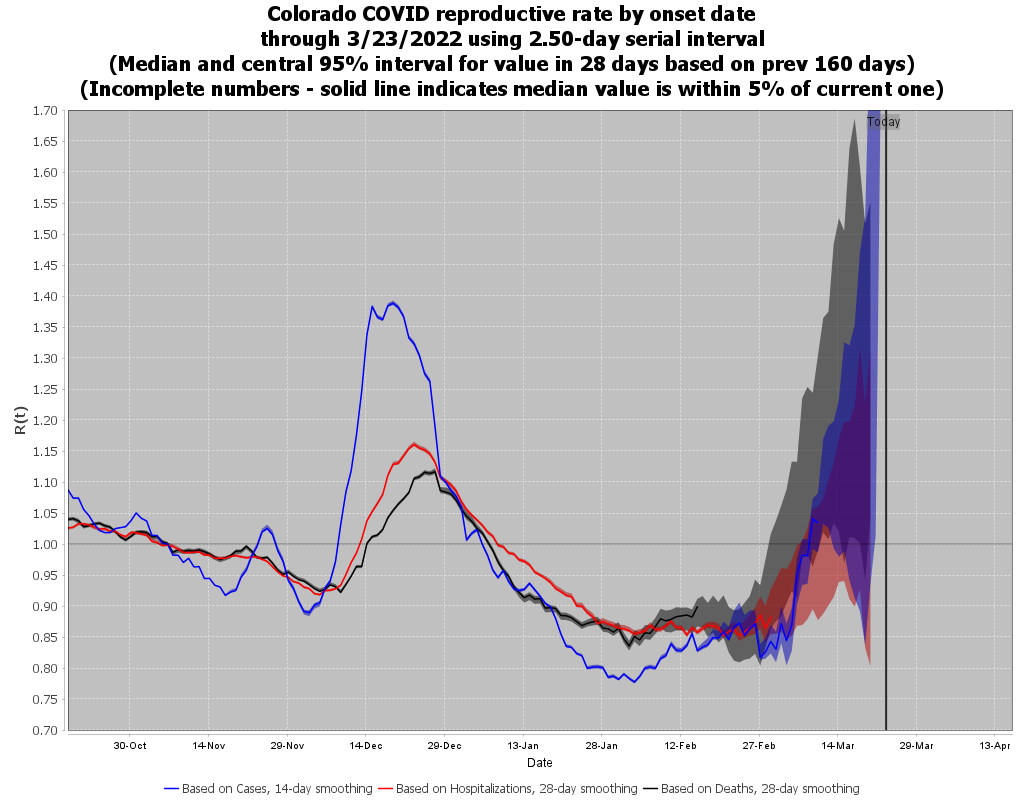 Colorado COVID reproductive rate by onset date
through 3/23/2022 using 2.50-day serial interval
(Median and central 95% interval for value in 28 days based on prev 160 days)
(Incomplete numbers - solid line indicates median value is within 5% of current one)
Today
1.70
1.65
1.60
1.55
1.50
1.45
1.40
1.35
1.30
1.25
1.20
1.15
1.10
1.05
1.00
0.95
0.90
0.85
0.80
0.75
0.70
R(t)
30-Oct 14-Nov 29-Nov 14-Dec 29-Dec 13-Jan 28-Jan 12-Feb 27-Feb 14-Mar 29-Mar 13-Apr
Date
Based on Cases, 14-day smoothing Based on Hospitalizations, 28-day smoothing Based on Deaths, 28-day smoothing